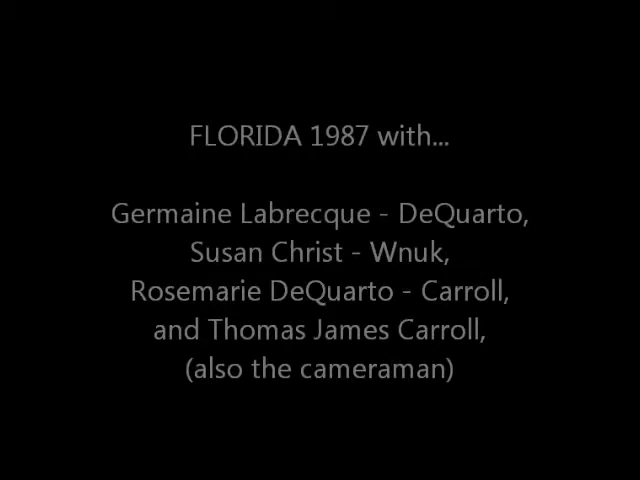 FLORIDA 1987 with...
Germaine Labrecque - DeQuarto,
Susan Christ - Wnuk,
Rosemarie DeQuarto - Carroll,
and Thomas James Carroll,
(also the cameraman)